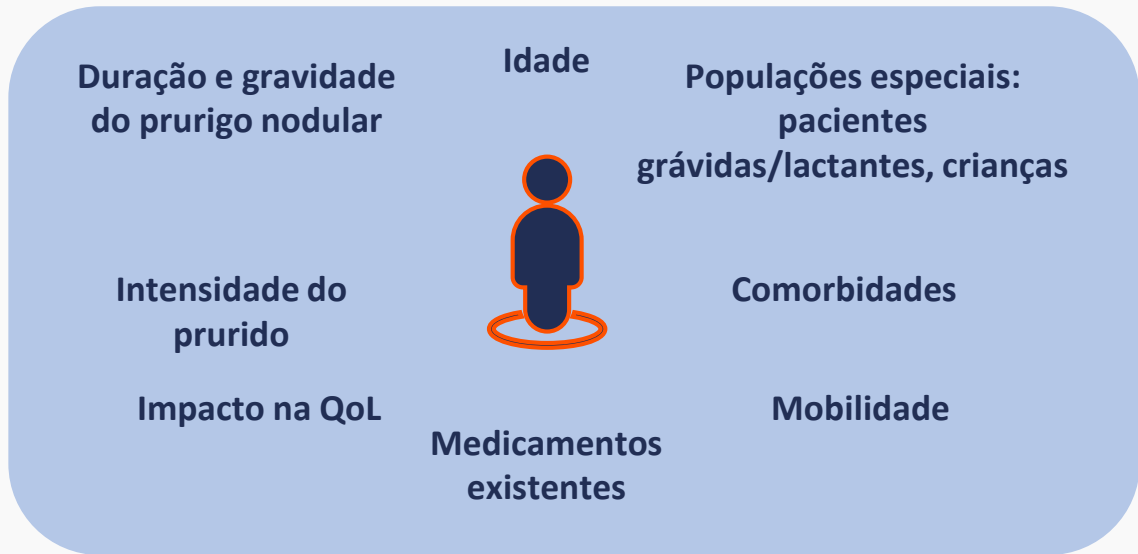 Duração e gravidade
do prurigo nodular
Idade
Populações especiais:
pacientes
grávidas/lactantes, crianças
Intensidade do
prurido
Comorbidades
Impacto na QoL
Mobilidade
Medicamentos
existentes